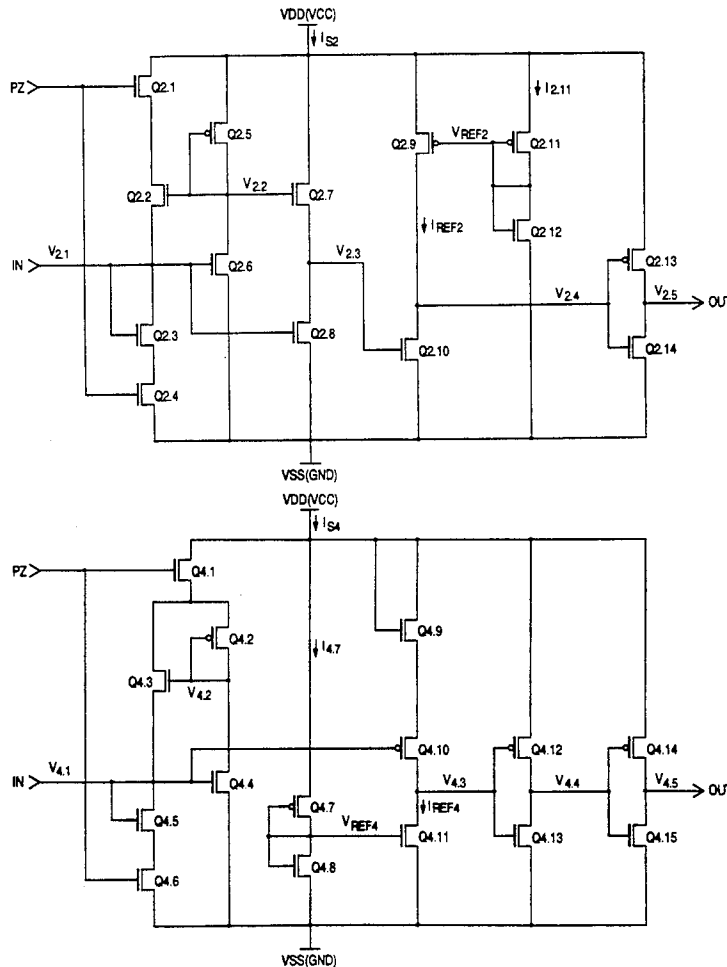 VDD(VCC)
IS2
PZ
Q2.1
I2.11
Q2.5
Q2.9
VREF2
Q2.11
Q2.2
V2.2
Q2.7
IREF2
Q2.12
IN
V2.1
Q2.6
V2.3
Q2.13
V2.4
V2.5
OUT
Q2.3
Q2.8
Q2.10
Q2.14
Q2.4
VSS(GND)
VDD(VCC)
IS4
PZ
Q4.1
Q4.2
I4.7
Q4.9
Q4.3
V4.2
IN
V4.1
Q4.4
Q4.10
Q4.12
Q4.14
V4.3
V4.4
V4.5
OUT
Q4.5
Q4.7
VREF4
IREF4
Q4.11
Q4.13
Q4.15
Q4.6
Q4.8
VSS(GND)